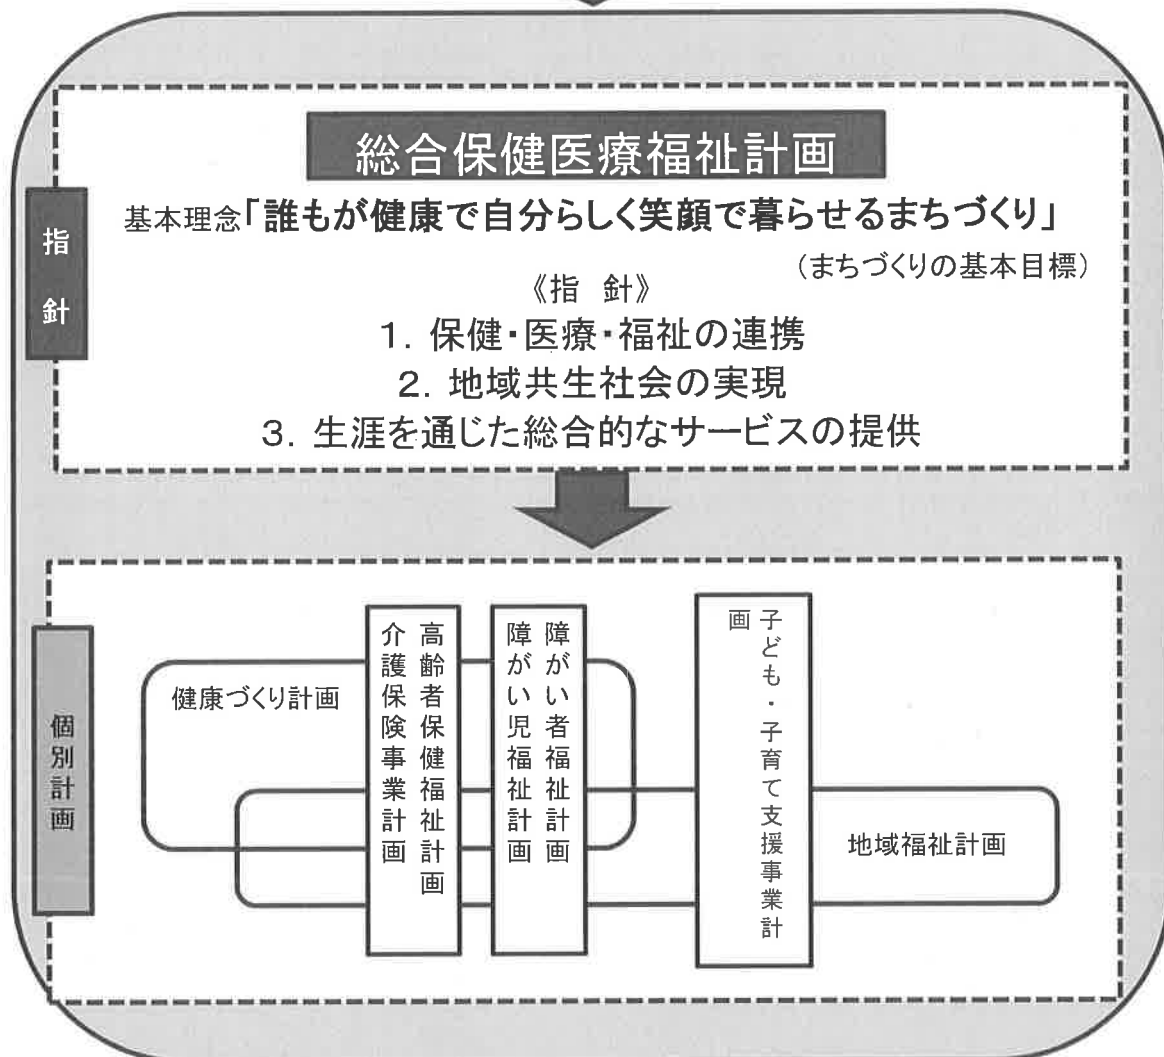 総合保健医療福祉計画
指針
基本理念「誰もが健康で自分らしく笑顔で暮らせるまちづくり」
(まちづくりの基本目標)
《指 針》
1. 保健・医療・福祉の連携
2. 地域共生社会の実現
3. 生涯を通じた総合的なサービスの提供
個別計画
健康づくり計画
高齢者保健福祉計画
介護保険事業計画
障がい者福祉計画
障がい児福祉計画
子ども・子育て支援事業計
画
地域福祉計画